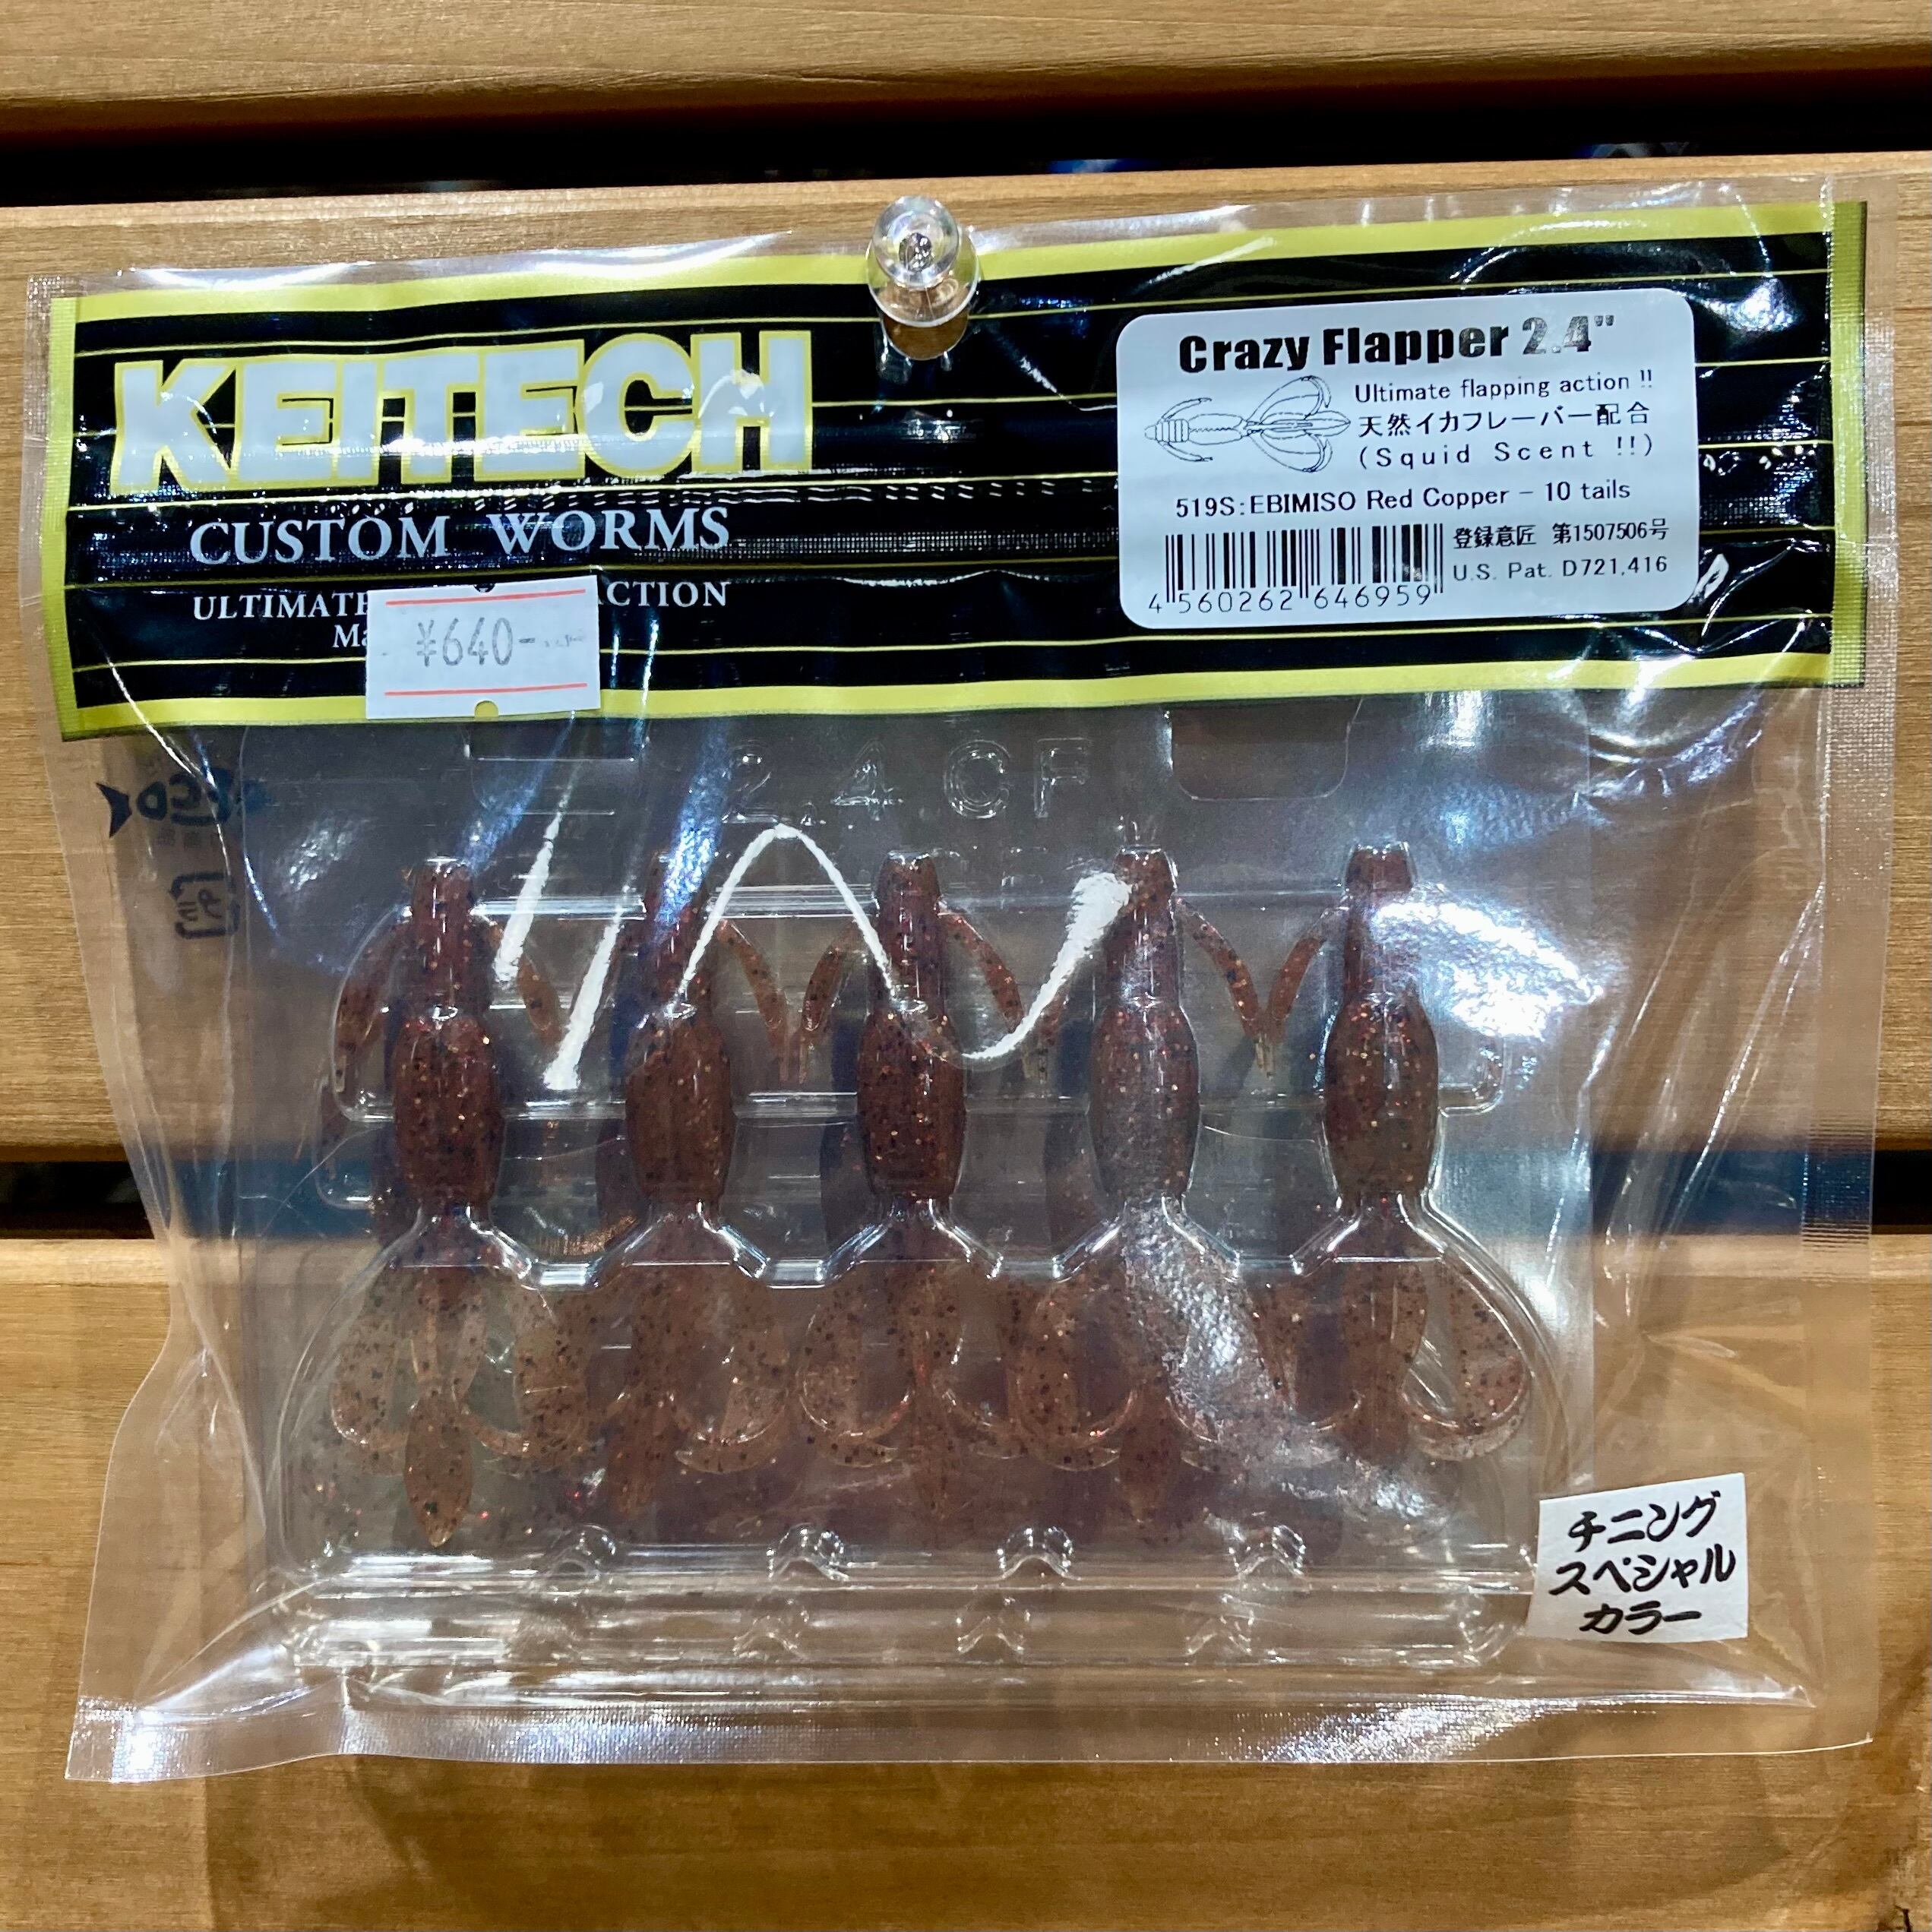 KEITECH
CUSTOM WORMS
ULTIMATE ACTION
¥640-
Crazy Flapper 2.4"
Ultimate flapping action !!
天然イカフレーバー配合
(Squid Scent !!)
519S:EBIMISO Red Copper - 10 tails
登録意匠 第1507506号
U.S. Pat. D721,416
4 560262 646959
2.4 CF
チニング
スペシャル
カラー